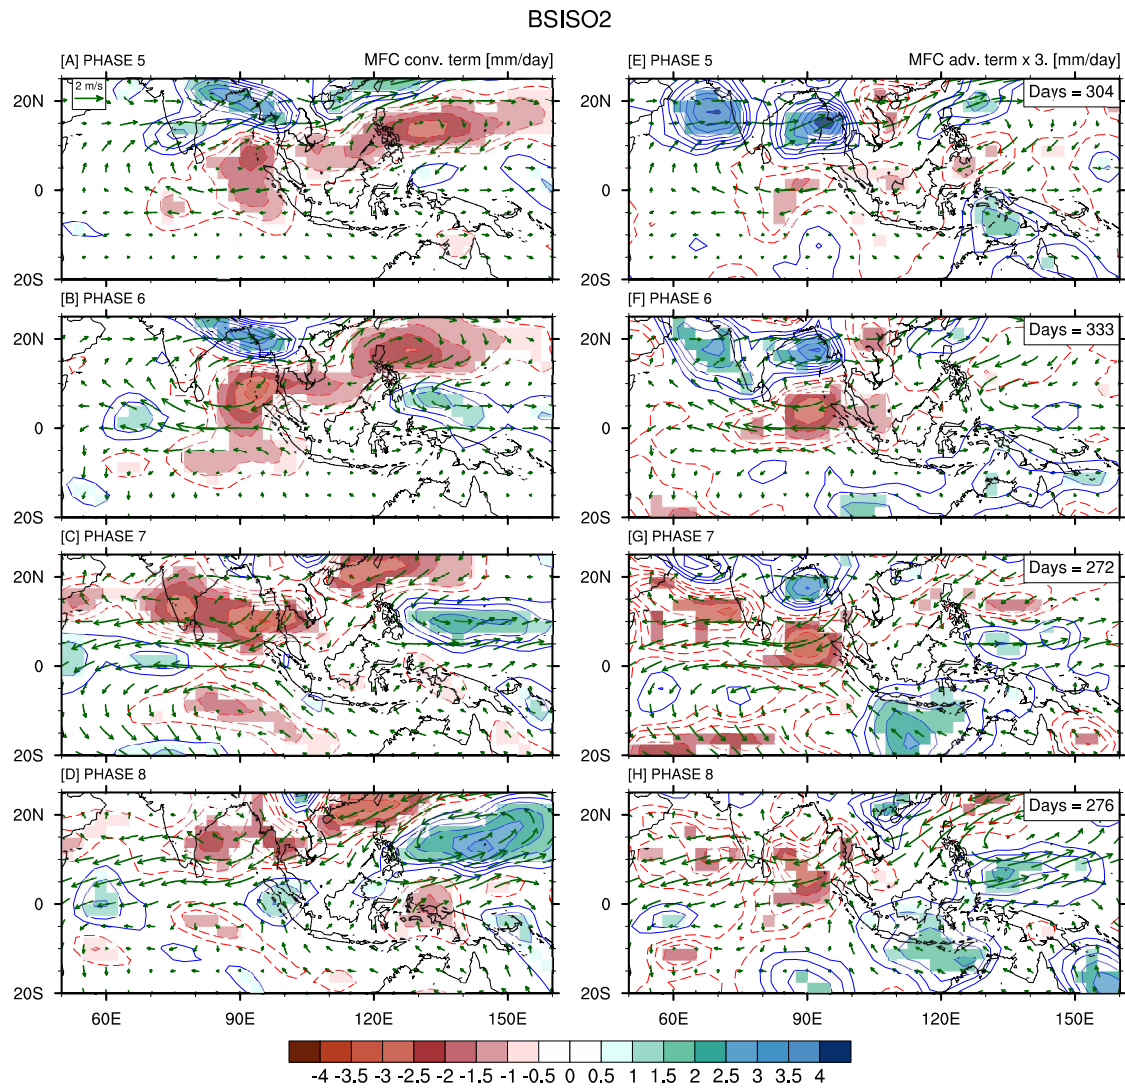 BSISO2
[A] PHASE 5 MFC conv. term [mm/day]
[E] PHASE 5 MFC adv. term x 3. [mm/day]
2 m/s
Days = 304
20N
0
20S
[B] PHASE 6
[F] PHASE 6
Days = 333
20N
0
20S
[C] PHASE 7
[G] PHASE 7
Days = 272
20N
0
20S
[D] PHASE 8
[H] PHASE 8
Days = 276
20N
0
20S
60E 90E 120E 150E
60E 90E 120E 150E
-4 -3.5 -3 -2.5 -2 -1.5 -1 -0.5 0 0.5 1 1.5 2 2.5 3 3.5 4